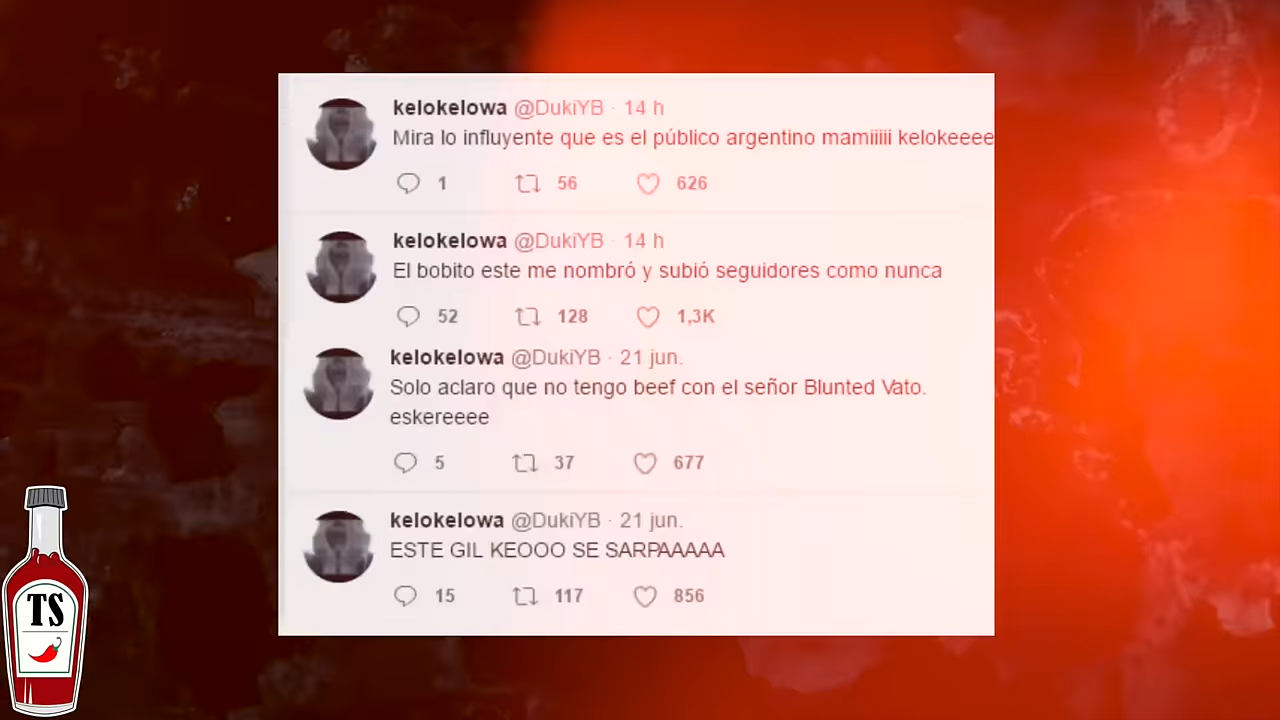 kelokelowa @DukiYB · 14 h
Mira lo influyente que es el público argentino mamiiiii kelokeeee
1 56 626
kelokelowa @DukiYB · 14 h
El bobito este me nombró y subió seguidores como nunca
52 128 1,3K
kelokelowa @DukiYB · 21 jun.
Solo aclaro que no tengo beef con el señor Blunted Vato.
eskereeee
5 37 677
kelokelowa @DukiYB · 21 jun.
ESTE GIL KEOOO SE SARPAAAAA
15 117 856
TS